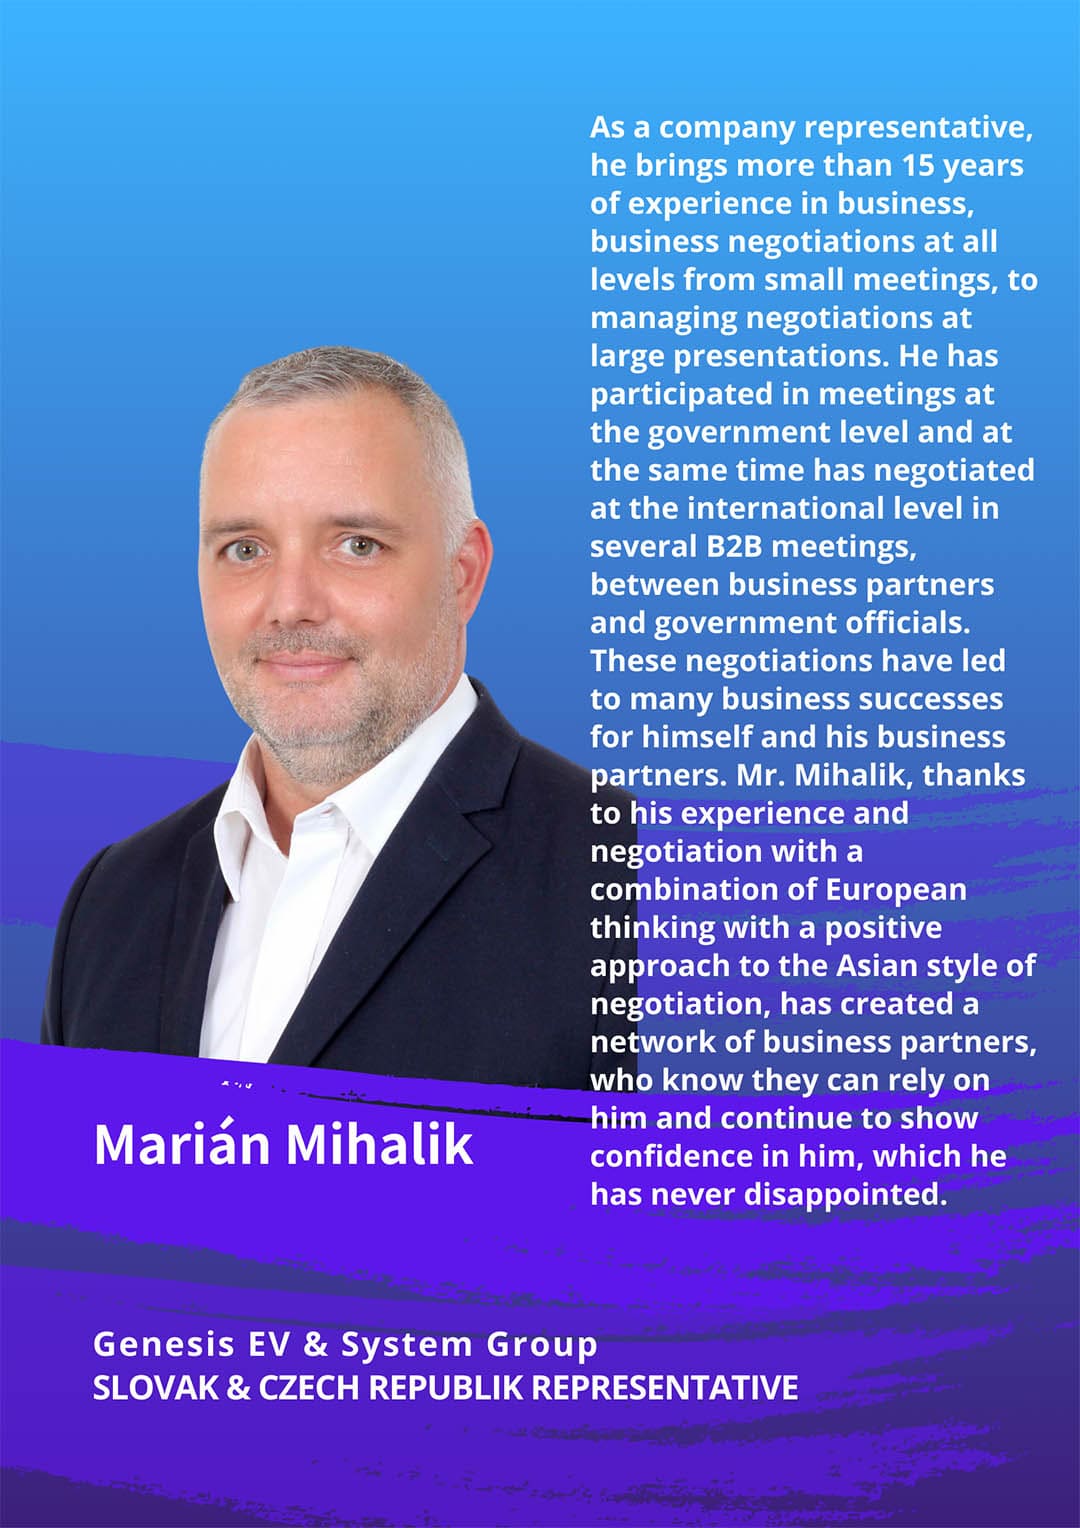 As a company representative,
he brings more than 15 years
of experience in business,
business negotiations at all
levels from small meetings, to
managing negotiations at
large presentations. He has
participated in meetings at
the government level and at
the same time has negotiated
at the international level in
several B2B meetings,
between business partners
and government officials.
These negotiations have led
to many business successes
for himself and his business
partners. Mr. Mihalik, thanks
to his experience and
negotiation with a
combination of European
thinking with a positive
approach to the Asian style of
negotiation, has created a
network of business partners,
who know they can rely on
him and continue to show
confidence in him, which he
has never disappointed.
Marián Mihalik
Genesis EV & System Group
SLOVAK & CZECH REPUBLIK REPRESENTATIVE